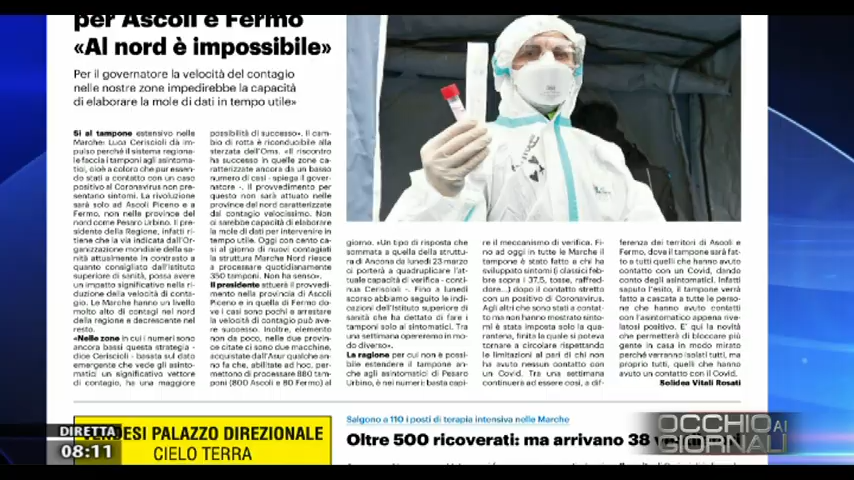 per Ascoli e Fermo
«Al nord è impossibile»
Per il governatore la velocità del contagio
nelle nostre zone impedirebbe la capacità
di elaborare la mole di dati in tempo utile»
Sì al tampone estensivo nelle
Marche: Luca Ceriscioli dà im-
pulso perché il sistema regiona-
le faccia i tamponi agli asintoma-
tici, cioè a coloro che pur essen-
do stati a contatto con un caso
positivo al Coronavirus non pre-
sentano sintomi. La rivoluzione
sarà solo ad Ascoli Piceno e a
Fermo, non nelle province del
nord come Pesaro Urbino. Il pre-
sidente della Regione, infatti ri-
tiene che la via indicata dall'Or-
ganizzazione mondiale della sa-
nità attualmente in contrasto a
quanto consigliato dall'Istituto
superiore di sanità, possa avere
un impatto significativo nella ri-
duzione della velocità di conta-
gio. Le Marche hanno un livello
molto alto di contagi nel nord
della regione e decrescente nel
resto.
«Nelle zone in cui i numeri sono
ancora bassi questa strategia -
dice Ceriscioli - basata sul dato
emergente che vede gli asinto-
matici un significativo vettore
di contagio, ha una maggiore
possibilità di successo». Il cam-
bio di rotta è riconducibile alla
sterzata dell'Oms. «Il riscontro
ha successo in quelle zone ca-
ratterizzate ancora da un basso
numero di casi - spiega il gover-
natore -. Il provvedimento per
questo non sarà attuato nelle
province del nord caratterizzate
dal contagio velocissimo. Non
ci sarebbe capacità di elaborare
la mole di dati per intervenire in
tempo utile. Oggi con cento ca-
si al giorno di nuovi contagiati
la struttura Marche Nord riesce
a processare quotidianamente
350 tamponi. Non ha senso».
Il presidente attuerà il provvedi-
mento nella provincia di Ascoli
Piceno e in quella di Fermo do-
ve i casi sono pochi e arrestare
la velocità di contagio può ave-
re successo. Inoltre, elemento
non da poco, nelle due province
citate ci sono due macchine,
acquistate dall'Asur qualche an-
no fa che, abilitate ad hoc, per-
mettono di processare 880 tam-
poni (800 Ascoli e 80 Fermo) al
giorno. «Un tipo di risposta che
sommata a quella della struttu-
ra di Ancona da lunedì 23 marzo
ci porterà a quadruplicare l'at-
tuale capacità di verifica - conti-
nua Ceriscioli -. Fino a lunedì
scorso abbiamo seguito le indi-
cazioni dell'Istituto superiore di
sanità che ha dettato di fare i
tamponi solo ai sintomatici. Tra
una settimana opereremo in mo-
do diverso».
La ragione per cui non è possi-
bile estendere il tampone an-
che agli asintomatici di Pesaro
Urbino, è nei numeri: basta capi-
re il meccanismo di verifica. Fi-
no ad oggi in tutte le Marche il
tampone è stato fatto a chi ha
sviluppato sintomi (i classici feb-
bre sopra i 37,5, tosse, raffred-
dore...) dopo il contatto stretto
con un positivo di Coronavirus.
Agli altri che sono stati a contat-
to ma non hanno mostrato sinto-
mi è stata imposta solo la qua-
rantena, finita la quale si poteva
tornare a circolare rispettando
le limitazioni al pari di chi non
ha avuto nessun contatto con
un Covid. Tra una settimana
continuerà ad essere così, a dif-
ferenza dei territori di Ascoli e
Fermo, dove il tampone sarà fat-
to a tutti quelli che hanno avuto
contatto con un Covid, dando
conto degli asintomatici. Infatti
saputo l'esito, il tampone verrà
fatto a cascata a tutte le perso-
ne che hanno avuto contatti
con l'asintomatico appena rive-
latosi positivo. E' qui la novità
che permetterà di bloccare più
gente in casa in modo mirato
perché verranno isolati tutti, ma
proprio tutti, quelli che hanno
avuto un contatto con il Covid.
Solidea Vitali Rosati
DESI PALAZZO DIREZIONALE
CIELO TERRA
Salgono a 110 i posti di terapia intensiva nelle Marche
Oltre 500 ricoverati: ma arrivano 38
DIRETTA
08:11
OCCHIO AI
GIORNALI